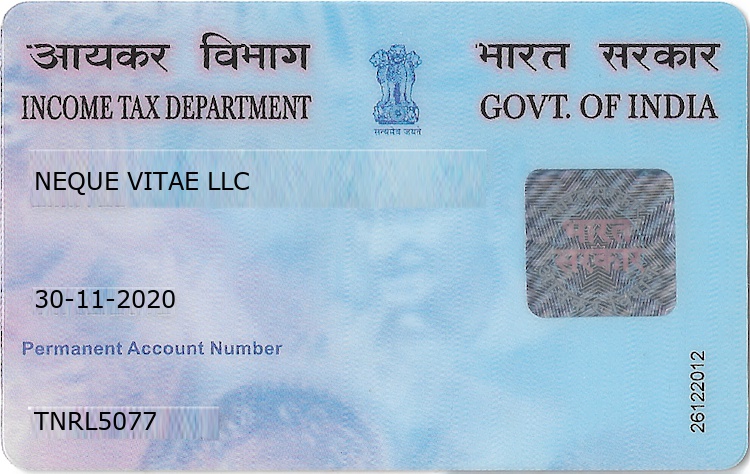 आयकर विभाग
भारत सरकार
INCOME TAX DEPARTMENT
GOVT. OF INDIA
सत्यमेव जयते
NEQUE VITAE LLC
भारत
सरकार
30-11-2020
Permanent Account Number
TNRL5077
26122012